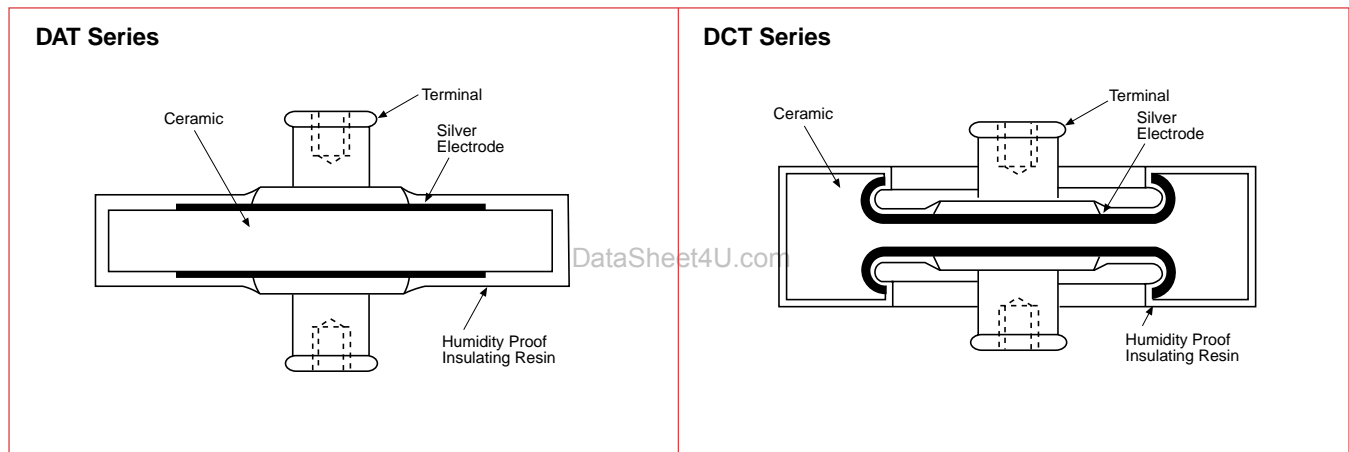 DAT Series
Terminal
Ceramic
Silver
Electrode
Humidity Proof
Insulating Resin
DataSheet4U.com
DCT Series
Terminal
Ceramic
Silver
Electrode
Humidity Proof
Insulating Resin